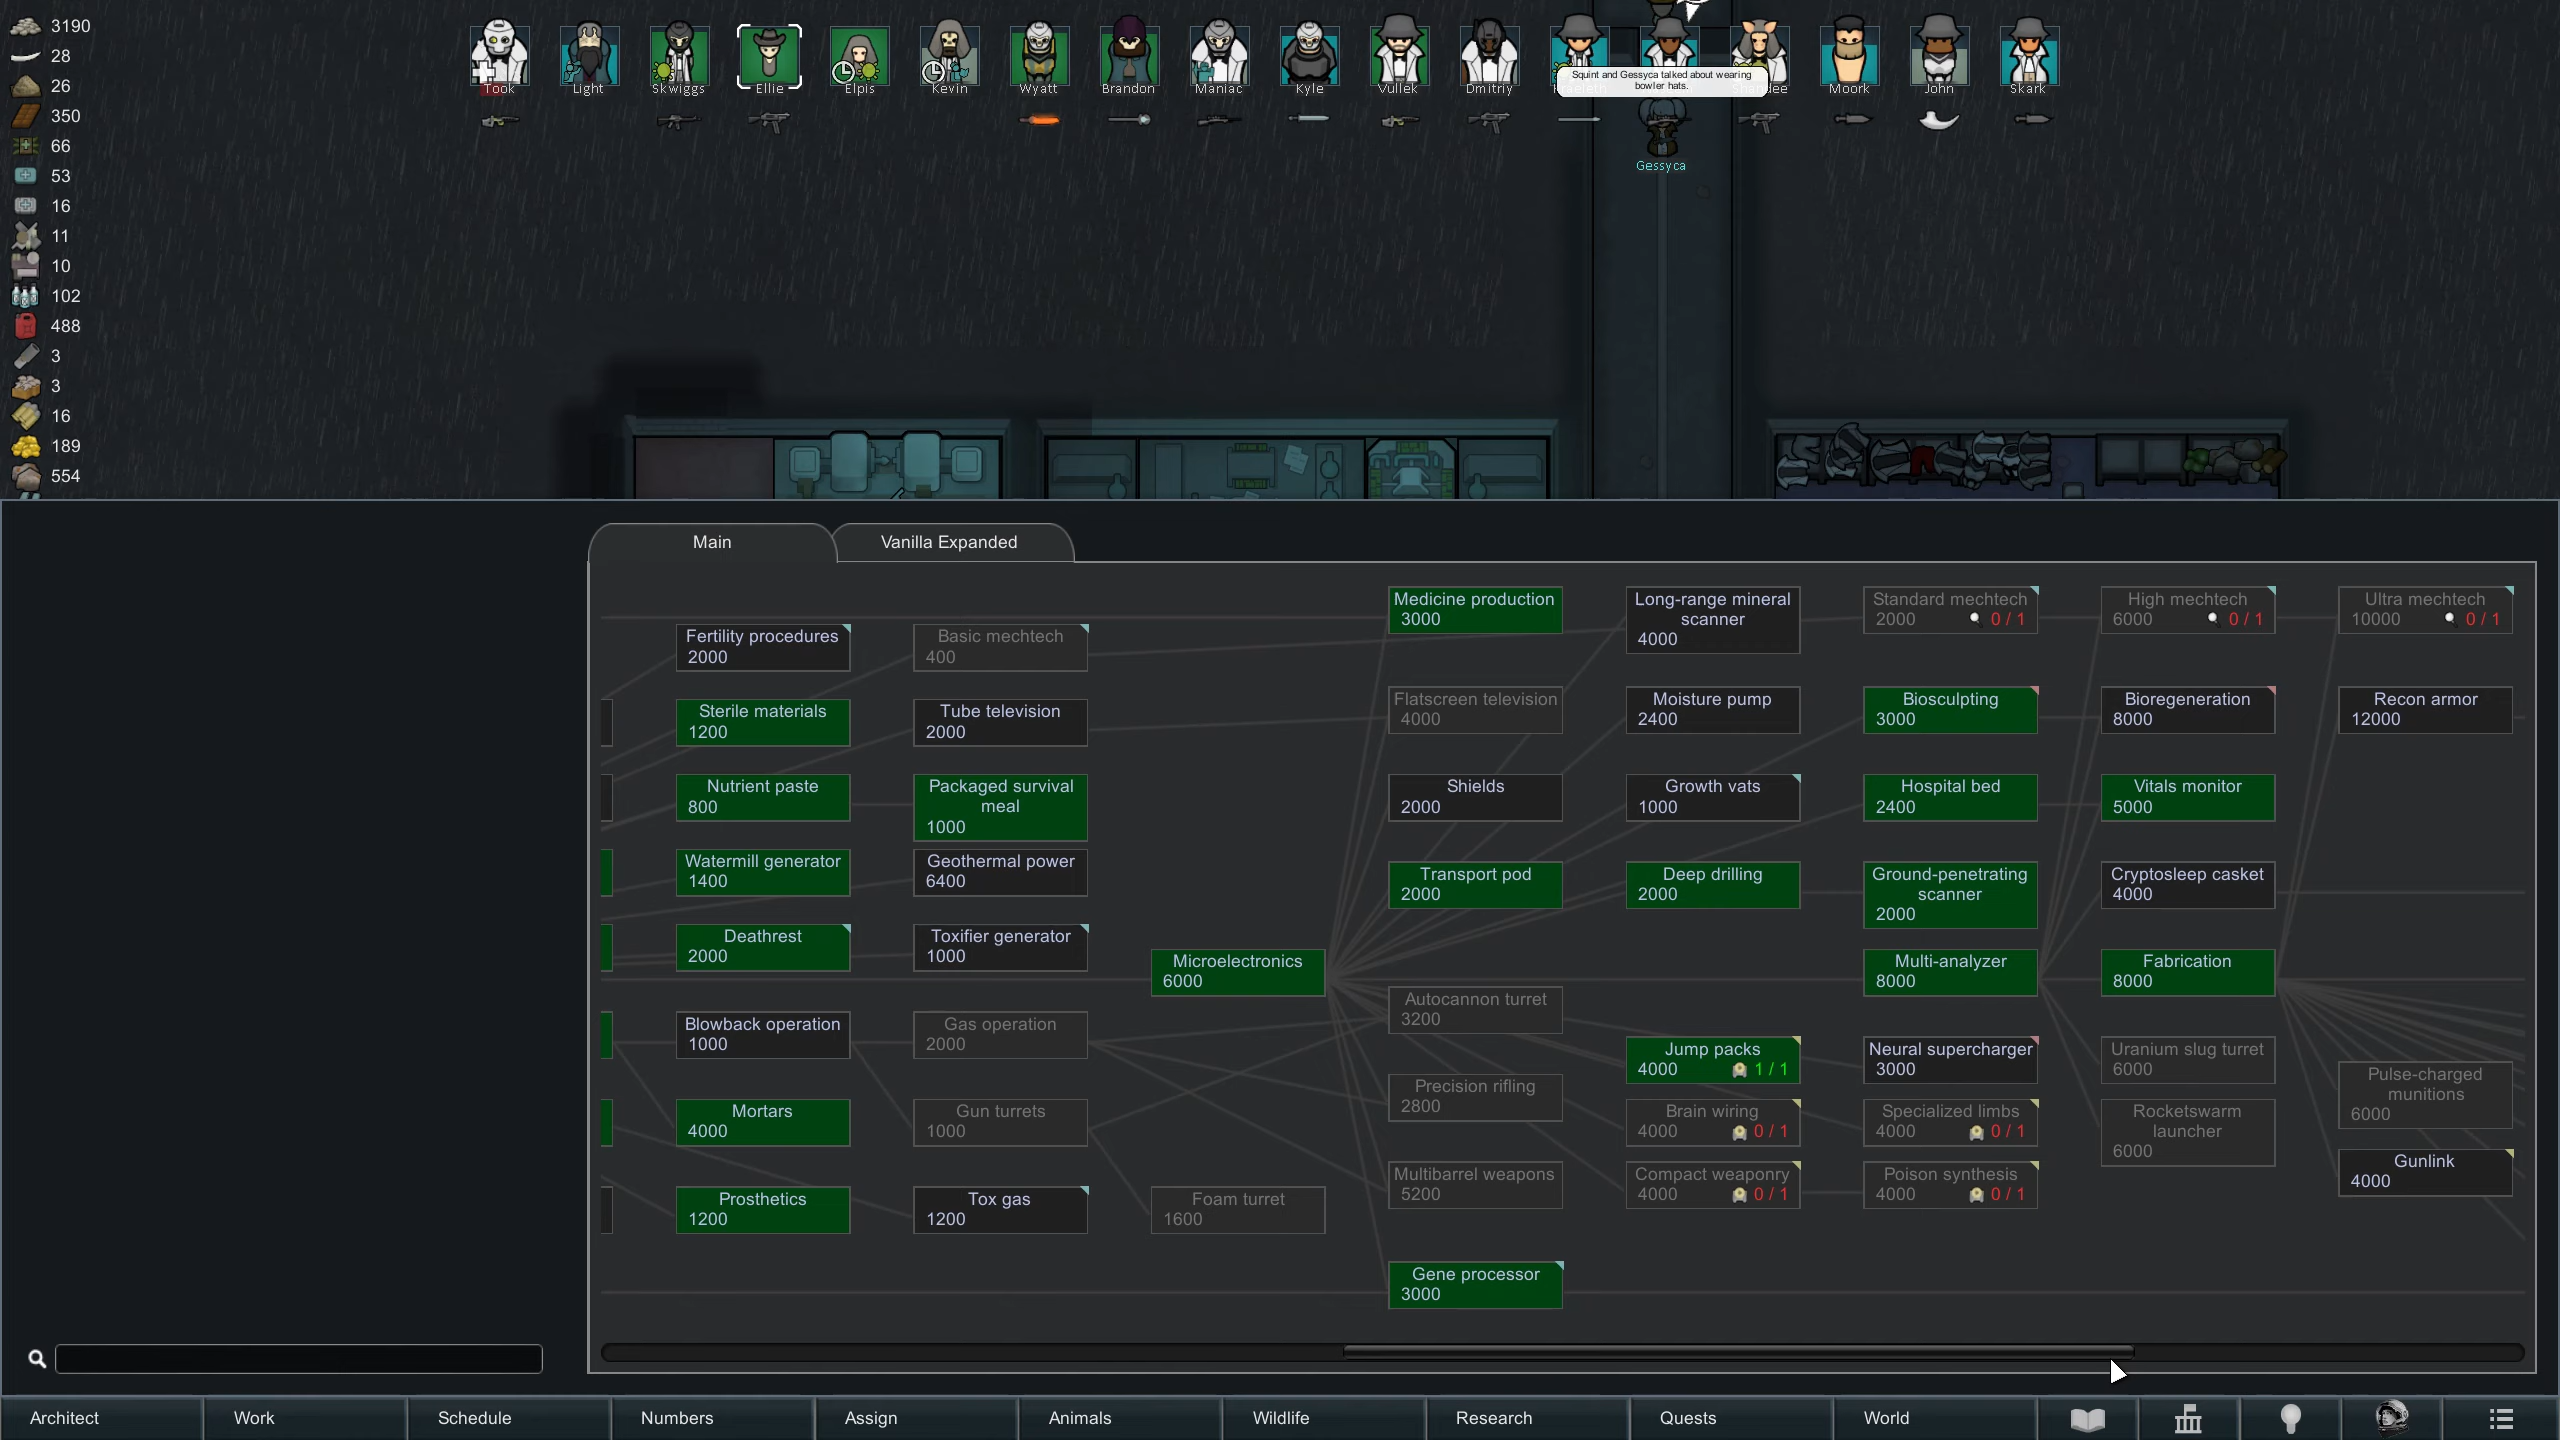 3190
28
26
350
66
53
16
11
10
102
488
3
3
16
189
554
Took
Light
Skwiggs
Ellie
Elpis
Kevin
Wyatt
Brandon
Maniac
Kyle
Vullek
Dmitriy
Moork
John
Skark
Squint and Gessyca talked about wearing
bowler hats.
Gessyca
Main
Vanilla Expanded
Fertility procedures
2000
Sterile materials
1200
Nutrient paste
800
Watermill generator
1400
Deathrest
2000
Blowback operation
1000
Mortars
4000
Prosthetics
1200
Basic mechtech
400
Tube television
2000
Packaged survival
meal
1000
Geothermal power
6400
Toxifier generator
1000
Gas operation
2000
Gun turrets
1000
Tox gas
1200
Microelectronics
6000
Foam turret
1600
Medicine production
3000
Flatscreen television
4000
Shields
2000
Transport pod
2000
Autocannon turret
3200
Precision rifling
2800
Multibarrel weapons
5200
Gene processor
3000
Long-range mineral
scanner
4000
Moisture pump
2400
Growth vats
1000
Deep drilling
2000
Jump packs
4000 1 / 1
Brain wiring
4000 0 / 1
Compact weaponry
4000 0 / 1
Standard mechtech
2000 0 / 1
Biosculpting
3000
Hospital bed
2400
Ground-penetrating
scanner
2000
Multi-analyzer
8000
Neural supercharger
3000
Specialized limbs
4000 0 / 1
Poison synthesis
4000 0 / 1
High mechtech
6000 0 / 1
Bioregeneration
8000
Vitals monitor
5000
Cryptosleep casket
4000
Fabrication
8000
Uranium slug turret
6000
Rocketswarm
launcher
6000
Ultra mechtech
10000 0 / 1
Recon armor
12000
Pulse-charged
munitions
6000
Gunlink
4000
Architect
Work
Schedule
Numbers
Assign
Animals
Wildlife
Research
Quests
World